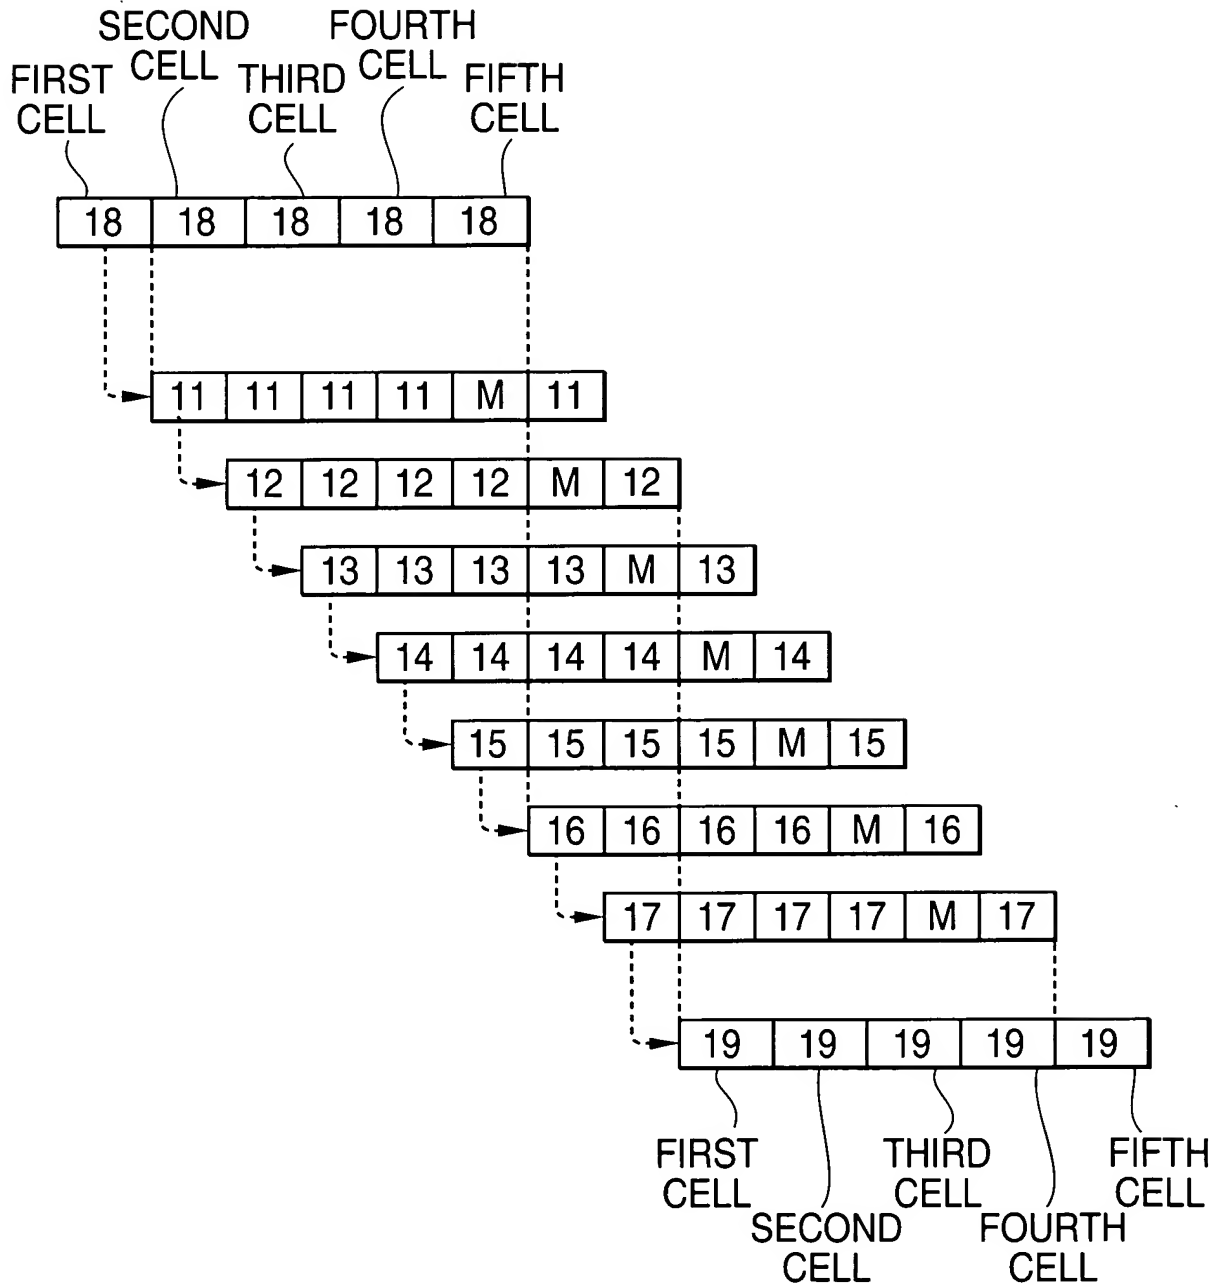 SECOND CELL
FOURTH CELL
FIRST CELL
THIRD CELL
FIFTH CELL
18 18 18 18 18
11 11 11 11 M 11
12 12 12 12 M 12
13 13 13 13 M 13
14 14 14 14 M 14
15 15 15 15 M 15
16 16 16 16 M 16
17 17 17 17 M 17
19 19 19 19 19
FIRST CELL
THIRD CELL
FIFTH CELL
SECOND CELL
FOURTH CELL